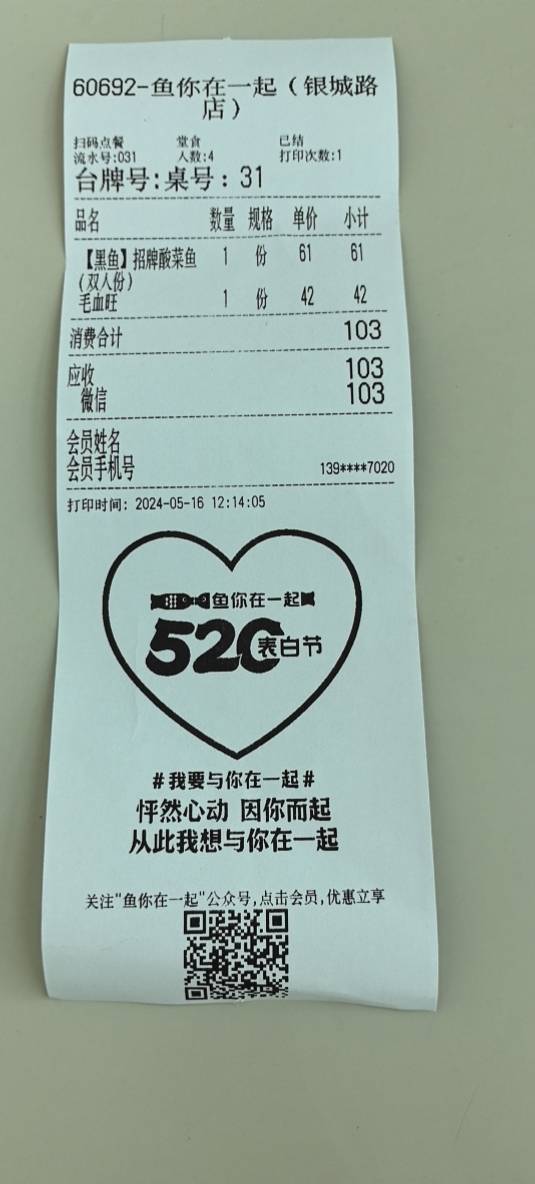 60692-鱼你在一起（银城路
店）
扫码点餐 堂食 已结
流水号:031 人数:4 打印次数:1
台牌号:桌号：31
品名 数量 规格 单价 小计
【黑鱼】招牌酸菜鱼 1 份 61 61
(双人份)
毛血旺 1 份 42 42
消费合计 103
应收 103
微信 103
会员姓名
会员手机号 139****7020
打印时间: 2024-05-16 12:14:05
鱼你在一起
520表白节
#我要与你在一起#
怦然心动 因你而起
从此我想与你在一起
关注"鱼你在一起"公众号,点击会员,优惠立享